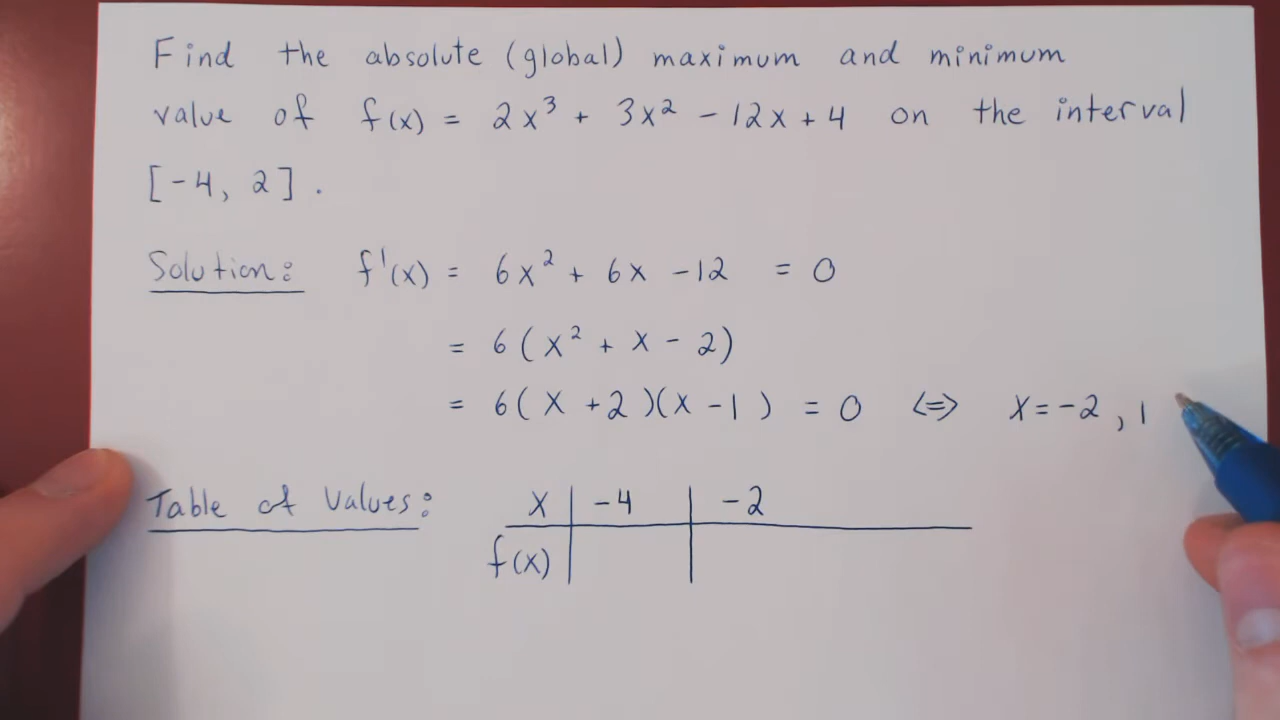 Find the absolute (global) maximum and minimum
value of f(x) = 2x³ + 3x² - 12x + 4 on the interval
[-4, 2].
Solution: f'(x) = 6x² + 6x - 12 = 0
= 6(x² + x - 2)
= 6(x + 2)(x - 1) = 0 <=> x = -2, 1
Table of Values: x | -4 | -2
f(x) | |